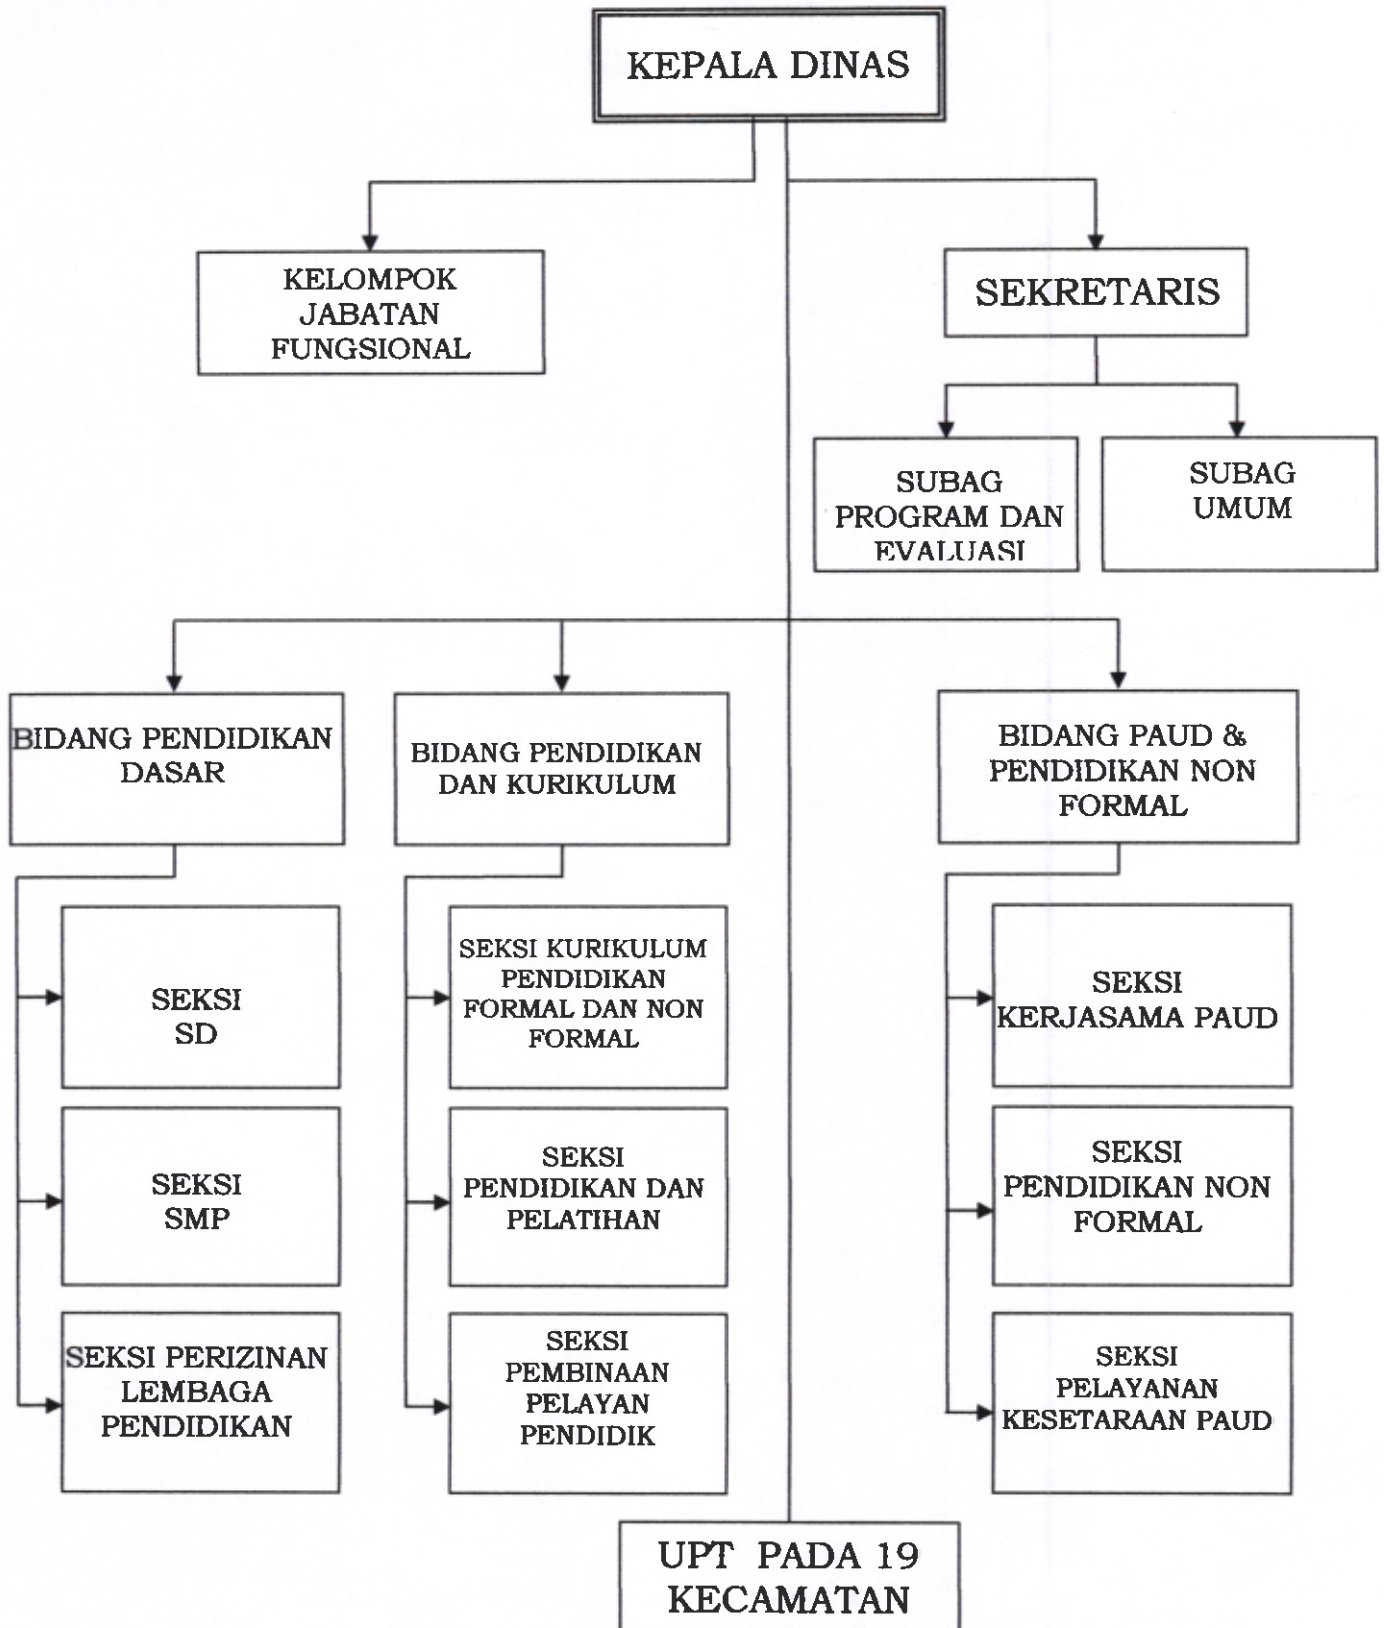 KEPALA DINAS
KELOMPOK
JABATAN
FUNGSIONAL
SEKRETARIS
SUBAG
PROGRAM DAN
EVALUASI
SUBAG
UMUM
BIDANG PENDIDIKAN
DASAR
BIDANG PENDIDIKAN
DAN KURIKULUM
BIDANG PAUD &
PENDIDIKAN NON
FORMAL
SEKSI
SD
SEKSI
SMP
SEKSI PERIZINAN
LEMBAGA
PENDIDIKAN
SEKSI KURIKULUM
PENDIDIKAN
FORMAL DAN NON
FORMAL
SEKSI
PENDIDIKAN DAN
PELATIHAN
SEKSI
PEMBINAAN
PELAYAN
PENDIDIK
SEKSI
KERJASAMA PAUD
SEKSI
PENDIDIKAN NON
FORMAL
SEKSI
PELAYANAN
KESETARAAN PAUD
UPT PADA 19
KECAMATAN